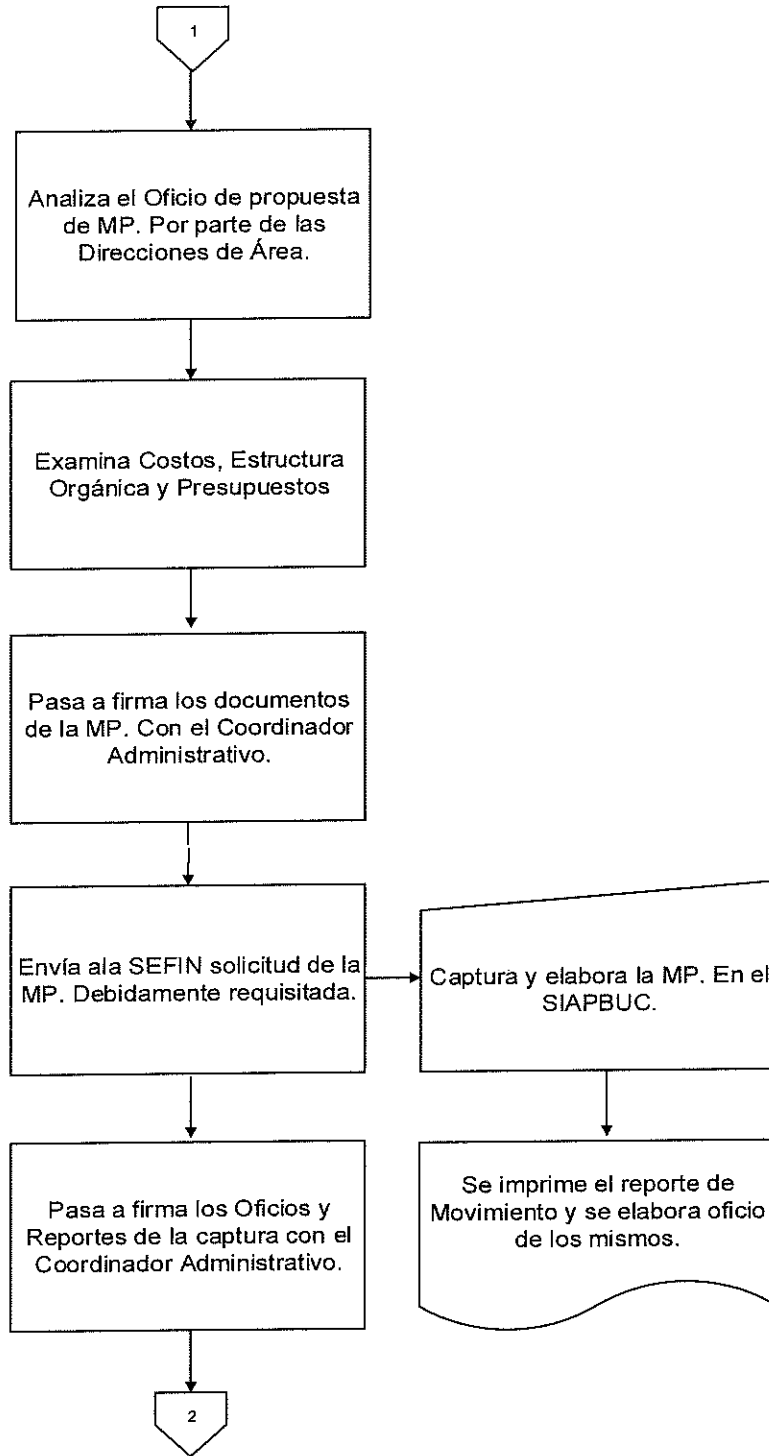 1
Analiza el Oficio de propuesta
de MP. Por parte de las
Direcciones de Área.
Examina Costos, Estructura
Orgánica y Presupuestos
Pasa a firma los documentos
de la MP. Con el Coordinador
Administrativo.
Envía ala SEFIN solicitud de la
MP. Debidamente requisitada.
Captura y elabora la MP. En el
SIAPBUC.
Pasa a firma los Oficios y
Reportes de la captura con el
Coordinador Administrativo.
Se imprime el reporte de
Movimiento y se elabora oficio
de los mismos.
2